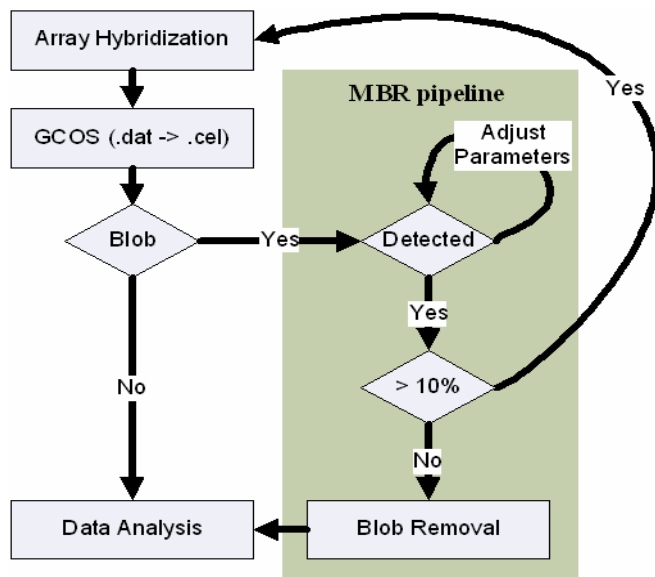 Array Hybridization
Yes
MBR pipeline
GCOS (.dat -> .cel)
Adjust
Parameters
Blob
Yes
Detected
Yes
No
> 10%
No
Data Analysis
Blob Removal